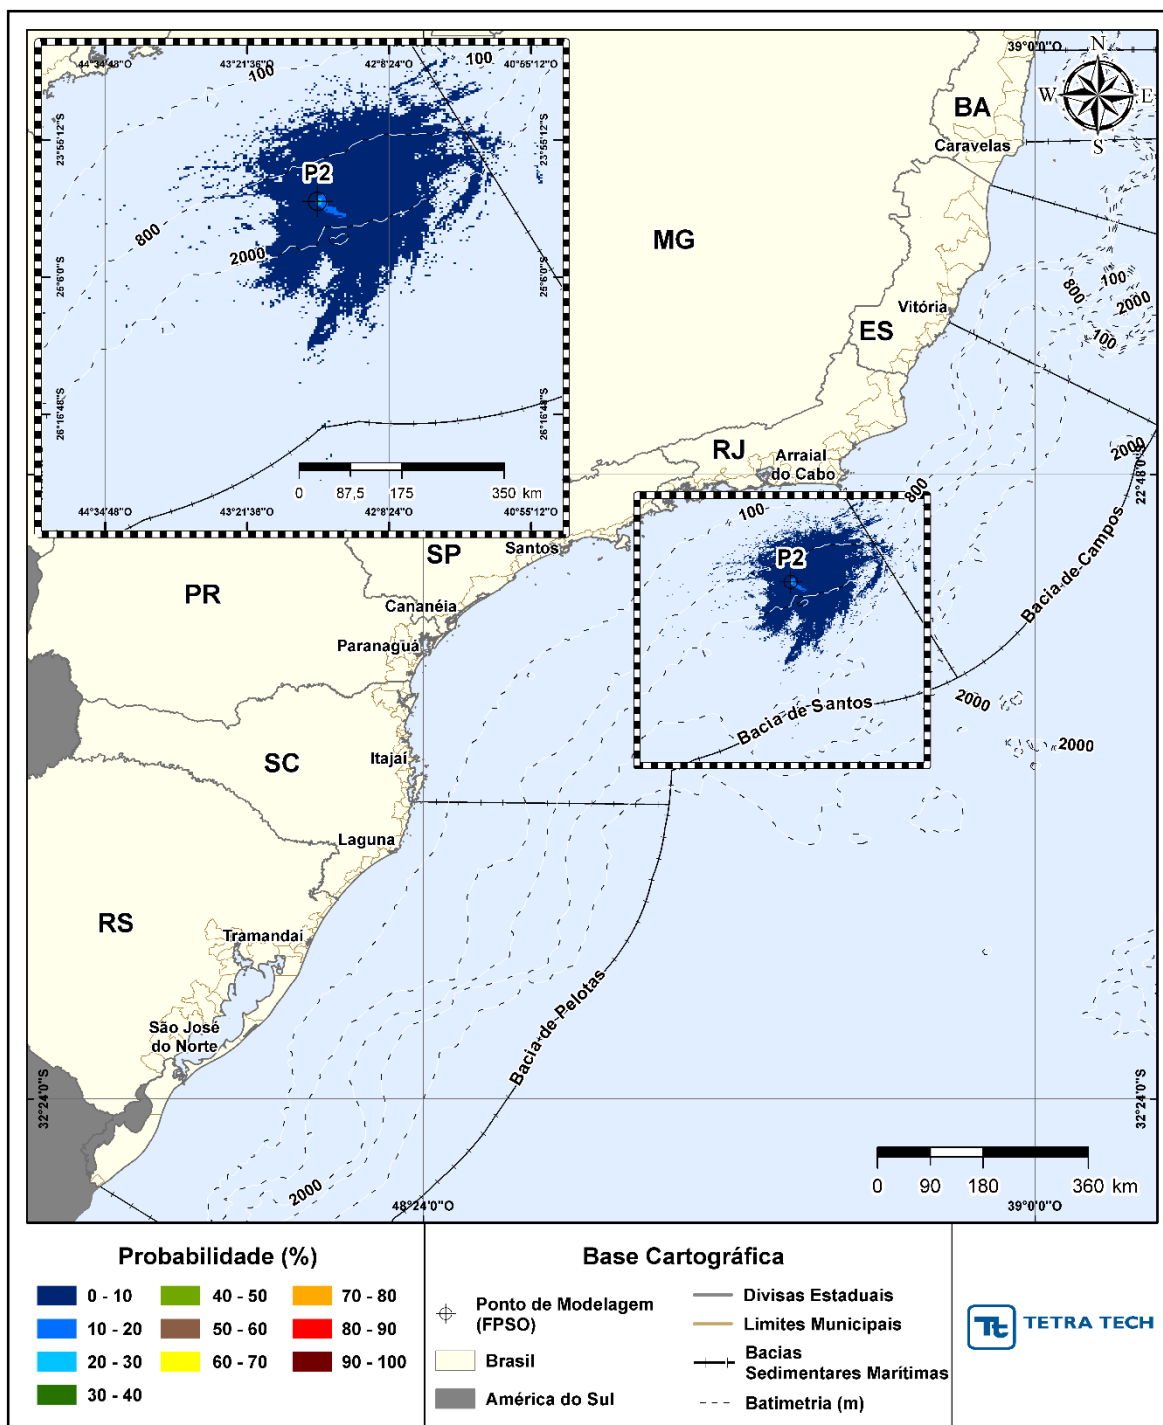 44°34'48"O 43°21'36"O 42°8'24"O 40°55'12"O
100
100
23°55'12"S
23°55'12"S
P2
800
2000
25°6'0"S
25°6'0"S
26°16'48"S
26°16'48"S
0 87,5 175 350 km
44°34'48"O 43°21'36"O 42°8'24"O 40°55'12"O
39°0'0"O
N
W E
S
BA
Caravelas
MG
800
100
2000
100
Vitória
ES
RJ
Arraial
do Cabo
2000
22°48'0"S
800
100
P2
Bacia de Campos
SP
Santos
PR
Cananéia
Paranaguá
Bacia de Santos
2000
2000
SC
Itajaí
Laguna
RS
Tramandaí
São José
do Norte
Bacia de Pelotas
32°24'0"S
32°24'0"S
2000
0 90 180 360 km
48°24'0"O
39°0'0"O
Probabilidade (%)
0 - 10
10 - 20
20 - 30
30 - 40
40 - 50
50 - 60
60 - 70
70 - 80
80 - 90
90 - 100
Base Cartográfica
Ponto de Modelagem
(FPSO)
Brasil
América do Sul
Divisas Estaduais
Limites Municipais
Bacias
Sedimentares Marítimas
Batimetria (m)
Tt
TETRA TECH